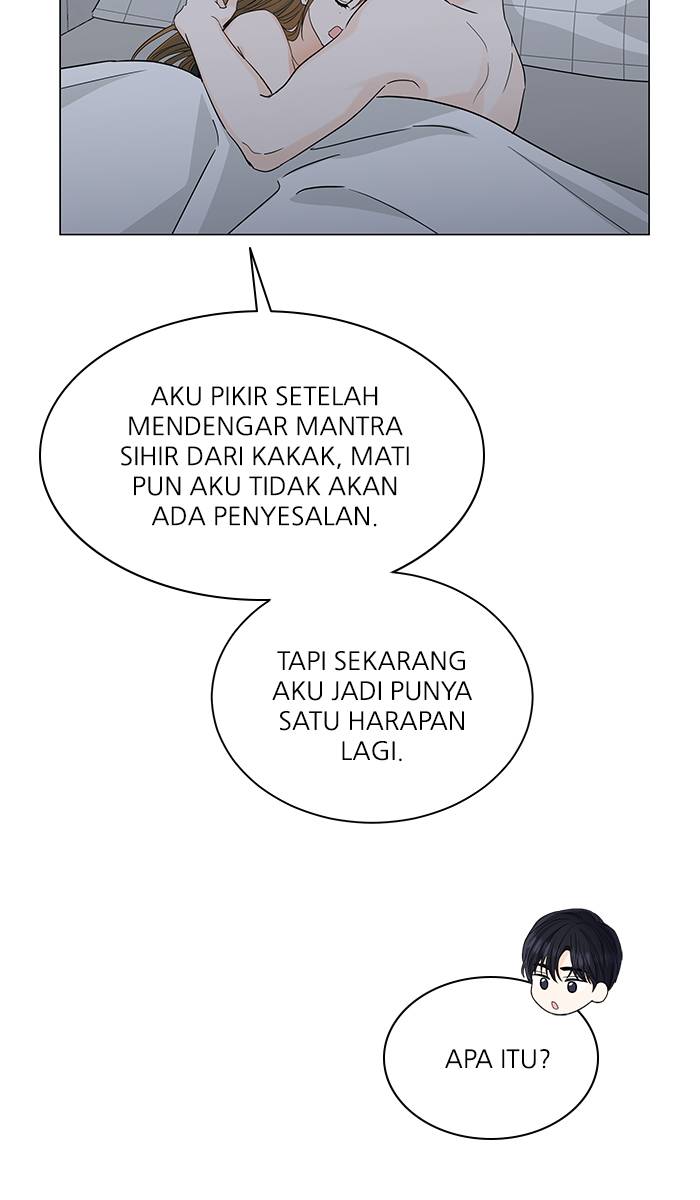 AKU PIKIR SETELAH
MENDENGAR MANTRA
SIHIR DARI KAKAK, MATI
PUN AKU TIDAK AKAN
ADA PENYESALAN.
TAPI SEKARANG
AKU JADI PUNYA
SATU HARAPAN
LAGI.
APA ITU?